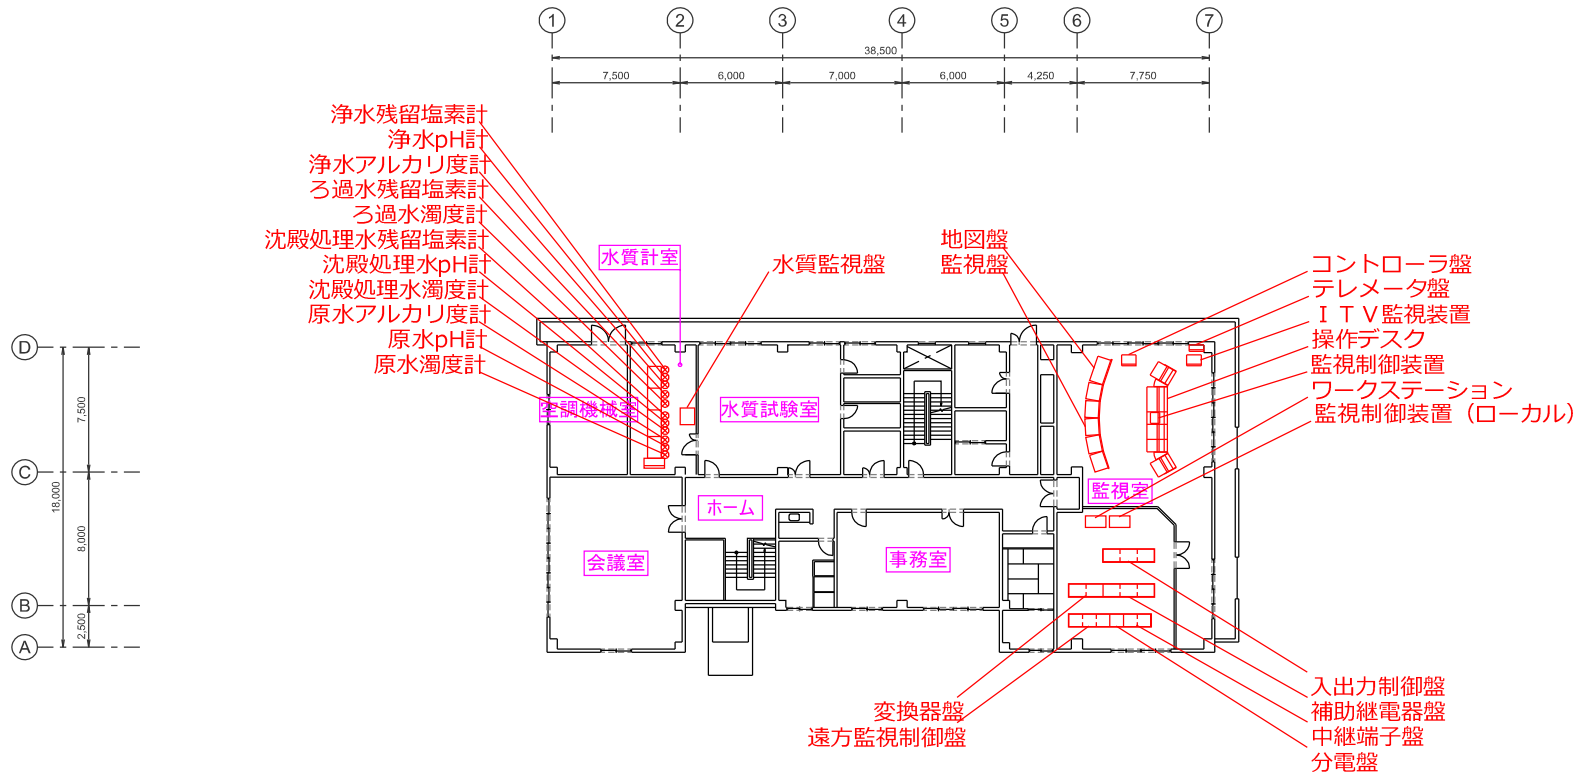 1 2 3 4 5 6 7
38,500
7,500 6,000 7,000 6,000 4,250 7,750
浄水残留塩素計
浄水pH計
浄水アルカリ度計
ろ過水残留塩素計
ろ過水濁度計
沈殿処理水残留塩素計
沈殿処理水pH計
沈殿処理水濁度計
原水アルカリ度計
原水pH計
原水濁度計
水質計室
水質監視盤
地図盤
監視盤
コントローラ盤
テレメータ盤
ITV監視装置
操作デスク
監視制御装置
ワークステーション
監視制御装置（ローカル）
D
C
B
A
18,000
7,500
8,000
2,500
空調機械室
水質試験室
監視室
ホーム
会議室
事務室
変換器盤
遠方監視制御盤
入出力制御盤
補助継電器盤
中継端子盤
分電盤